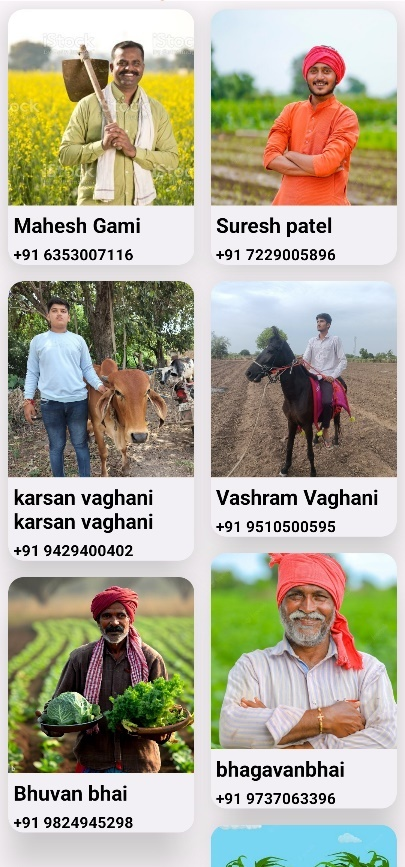 iStock
Mahesh Gami
+91 6353007116
Suresh patel
+91 7229005896
karsan vaghani
karsan vaghani
+91 9429400402
Vashram Vaghani
+91 9510500595
Bhuvan bhai
+91 9824945298
bhagavanbhai
+91 9737063396